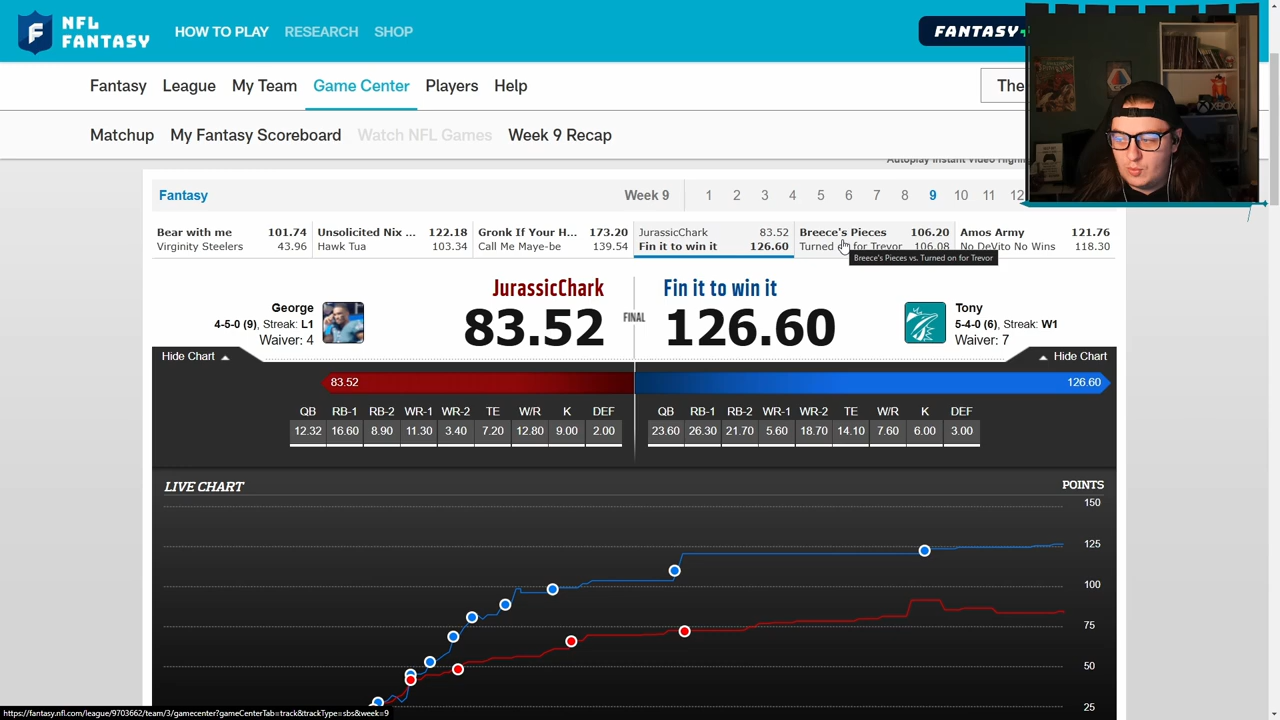 NFL
FANTASY
HOW TO PLAY RESEARCH SHOP
FANTASY+
Fantasy League My Team Game Center Players Help
The
Matchup My Fantasy Scoreboard Watch NFL Games Week 9 Recap
XBOX
Fantasy Week 9 1 2 3 4 5 6 7 8 9 10 11 12
Bear with me 101.74 Unsolicited Nix ... 122.18 Gronk If Your H... 173.20 JurassicChark 83.52 Breece's Pieces 106.20 Amos Army 121.76
Virginity Steelers 43.96 Hawk Tua 103.34 Call Me Maye-be 139.54 Fin it to win it 126.60 Turned for Trevor 106.08 No DeVito No Wins 118.30
Breece's Pieces vs. Turned on for Trevor
JurassicChark Fin it to win it
George 83.52 FINAL 126.60 Tony
4-5-0 (9), Streak: L1 5-4-0 (6), Streak: W1
Waiver: 4 Waiver: 7
Hide Chart Hide Chart
83.52 126.60
QB RB-1 RB-2 WR-1 WR-2 TE W/R K DEF QB RB-1 RB-2 WR-1 WR-2 TE W/R K DEF
12.32 16.60 8.90 11.30 3.40 7.20 12.80 9.00 2.00 23.60 26.30 21.70 5.60 18.70 14.10 7.60 6.00 3.00
LIVE CHART POINTS
150
125
100
75
50
25
https://fantasy.nfl.com/league/9703662/team/3/gamecenter?gameCenterTab=track&trackType=sbs&week=9